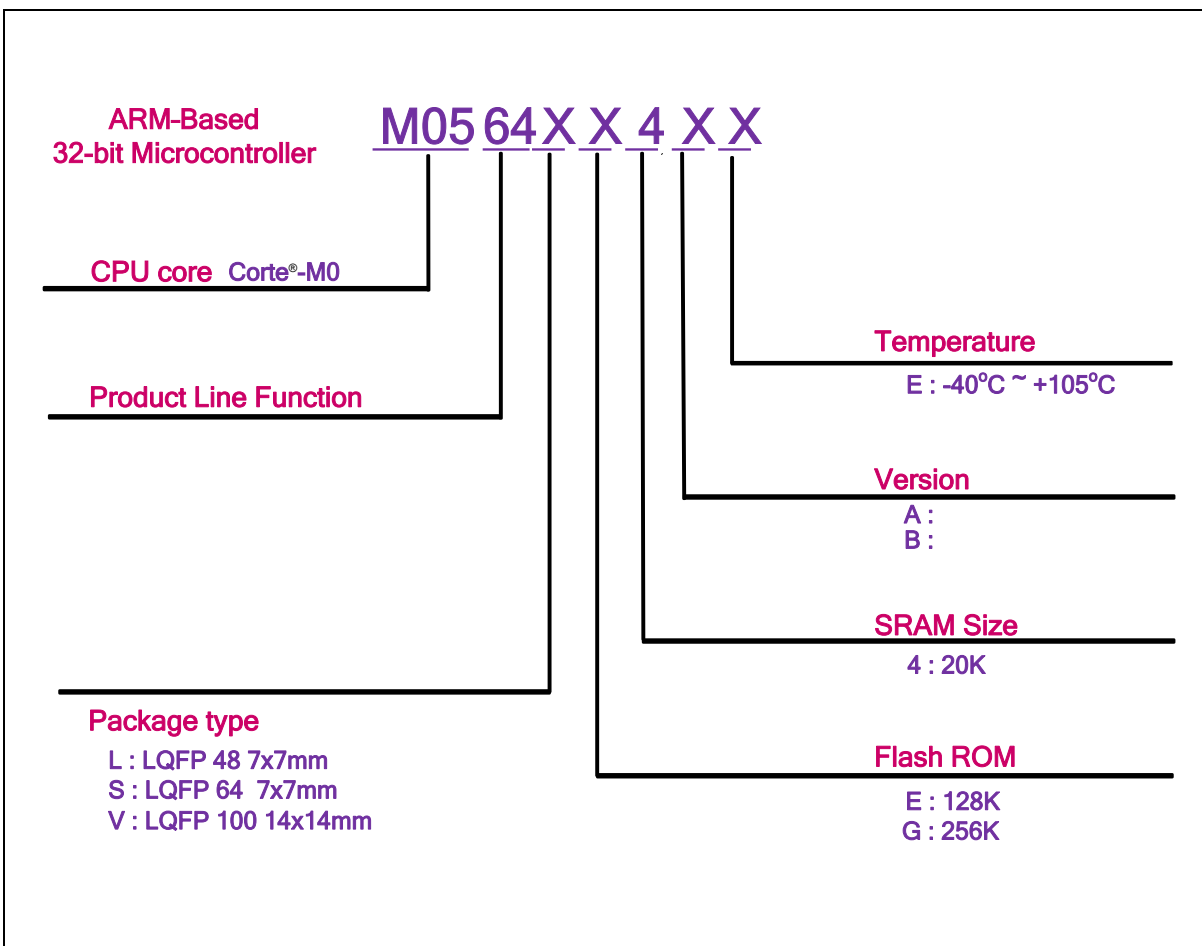 ARM-Based
32-bit Microcontroller
M05 64 X X 4 X X
CPU core Corte®-M0
Product Line Function
Package type
L : LQFP 48 7x7mm
S : LQFP 64 7x7mm
V : LQFP 100 14x14mm
Temperature
E : -40°C ~ +105°C
Version
A :
B :
SRAM Size
4 : 20K
Flash ROM
E : 128K
G : 256K